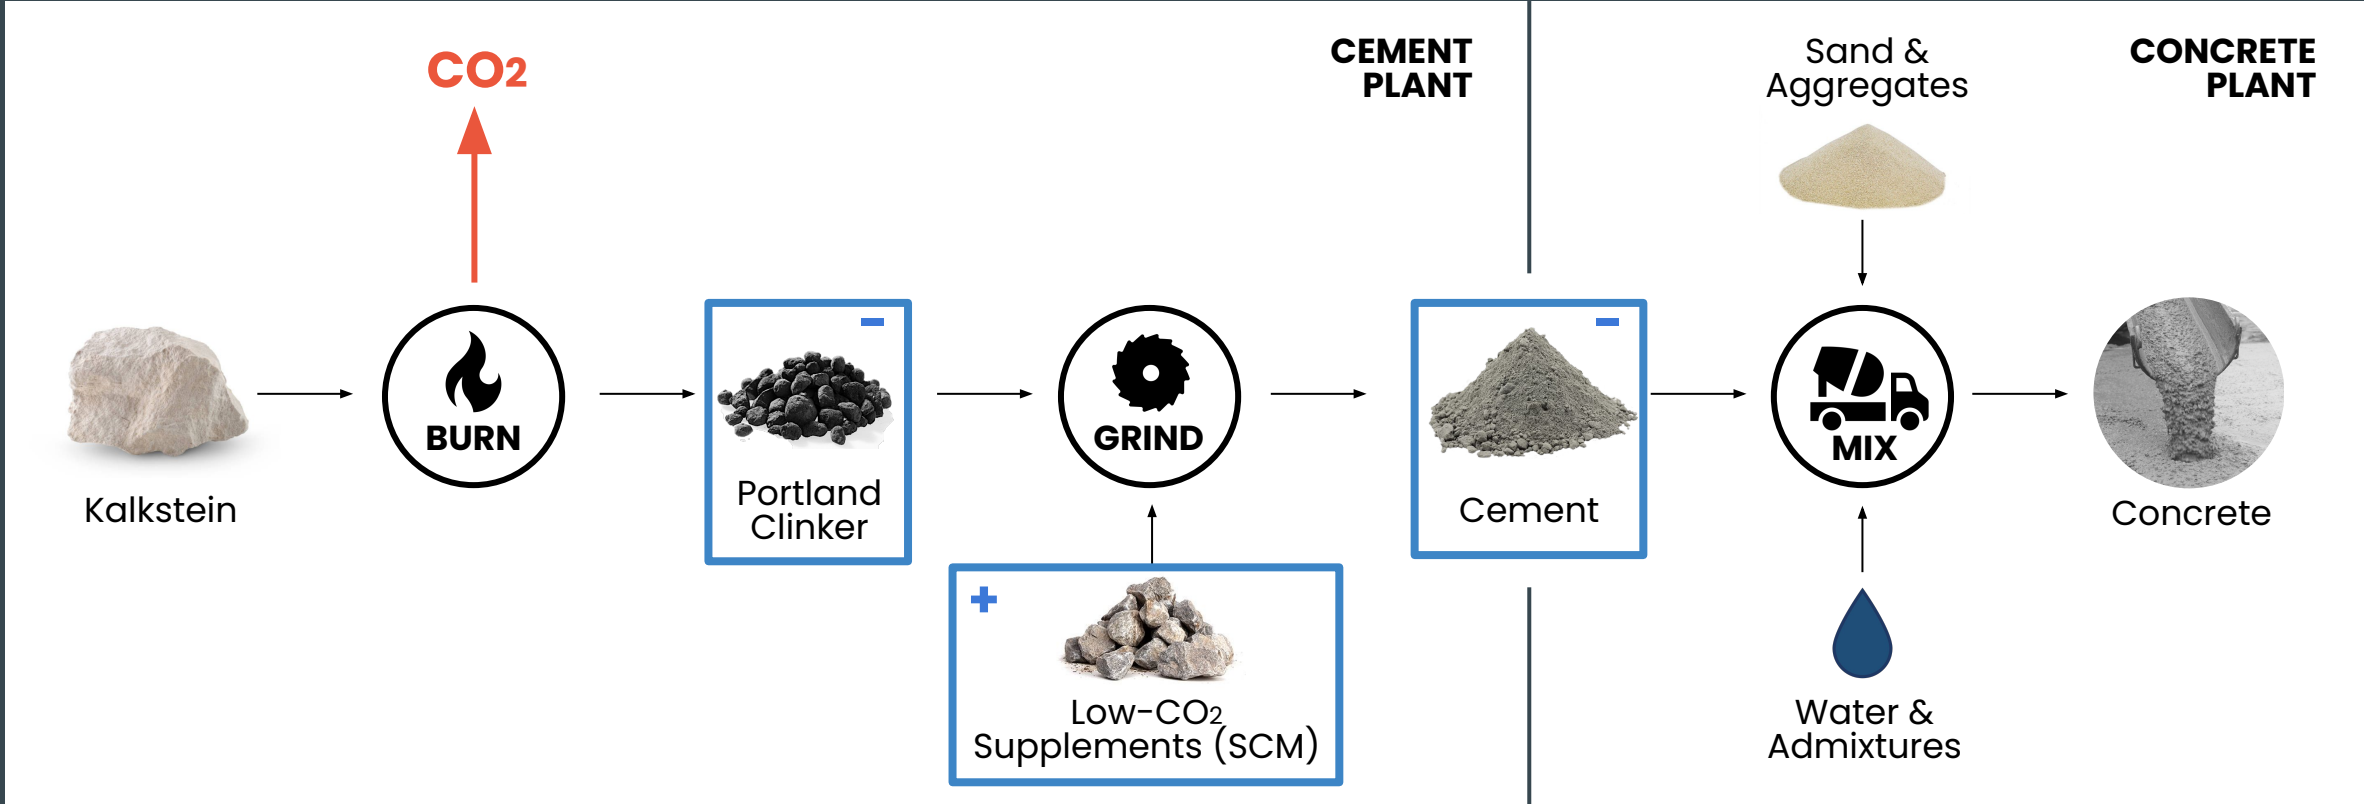 CO2
CEMENT
PLANT
Sand &
Aggregates
CONCRETE
PLANT
Kalkstein
BURN
Portland
Clinker
GRIND
Low-CO2
Supplements (SCM)
Cement
MIX
Water &
Admixtures
Concrete